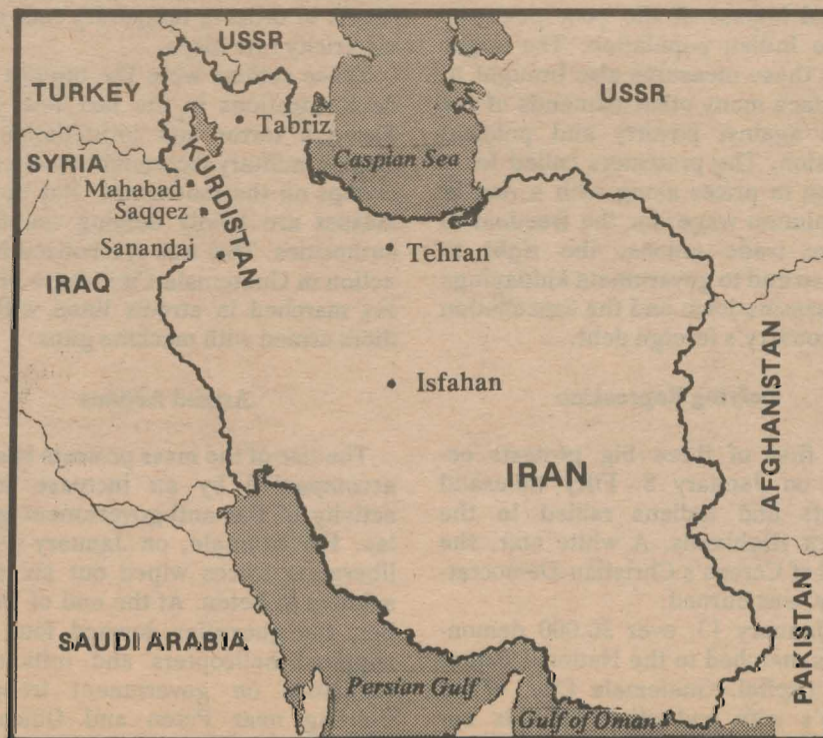 USSR
TURKEY
USSR
Tabriz
Caspian Sea
SYRIA
KURDISTAN
Mahabad
Saqqez
Sanandaj
Tehran
IRAQ
AFGHANISTAN
Isfahan
IRAN
SAUDI ARABIA
PAKISTAN
Persian Gulf
Gulf of Oman